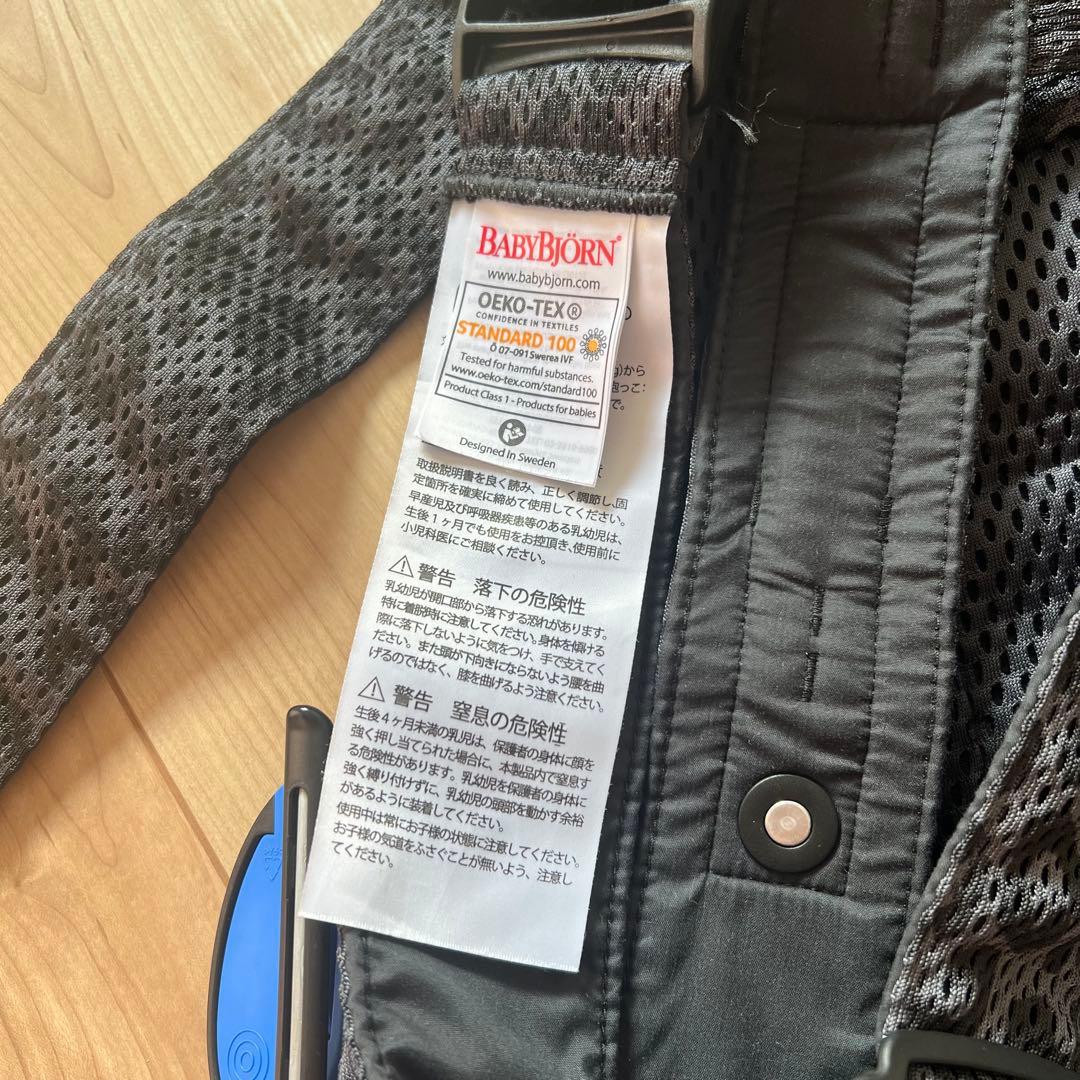 BABYBJÖRN®
www.babybjorn.com
OEKO-TEX®
CONFIDENCE IN TEXTILES
STANDARD 100
Ö 07-091 Swerea IVF
Tested for harmful substances.
www.oeko-tex.com/standard100
Product Class 1 - Products for babies
Designed in Sweden
g)から
抱っこ:
で。
取扱説明書を良く読み、正しく調節し、固
定箇所を確実に締めて使用してください。
早産児及び呼吸器疾患等のある乳幼児は、
生後1ヶ月でも使用をお控頂き、使用前に
小児科医にご相談ください。
⚠警告 落下の危険性
乳幼児が開口部から落下する恐れがあります。
特に着脱時に注意してください。身体を傾ける
際に落下しないように気をつけ、手で支えてく
ださい。また頭が下向きにならないよう腰を曲
げるのではなく、膝を曲げるよう注意ください。
⚠警告 窒息の危険性
生後4ヶ月未満の乳児は、保護者の身体に顔を
強く押し当てられた場合に、本製品内で窒息す
る危険性があります。乳幼児を保護者の身体に
強く縛り付けずに、乳幼児の頭部を動かす余裕
があるように装着してください。
使用中は常にお子様の状態に注意してください。
お子様の気道をふさぐことが無いよう、注意し
てください。